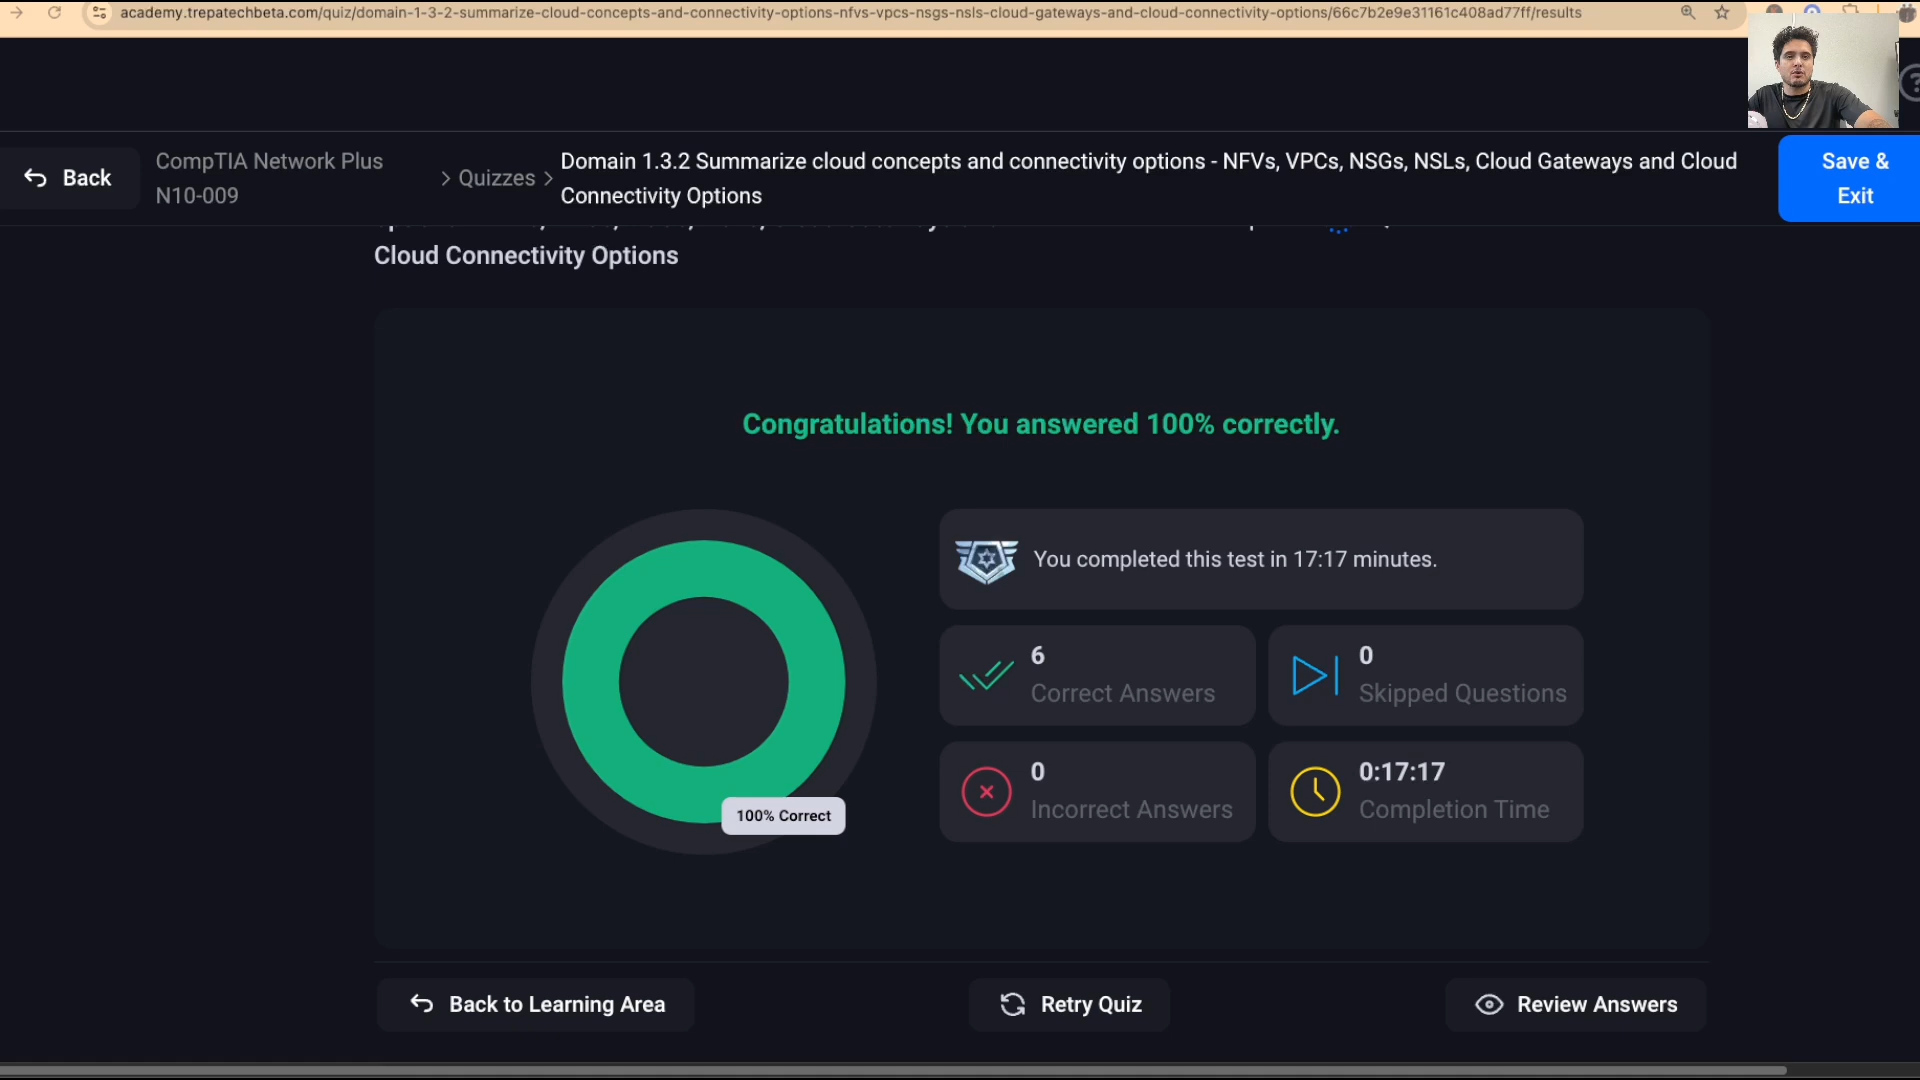 academy.trepatechbeta.com/quiz/domain-1-3-2-summarize-cloud-concepts-and-connectivity-options-nfvs-vpcs-nsgs-nsls-cloud-gateways-and-cloud-connectivity-options/66c7b2e9e31161c408ad77ff/results
Back
CompTIA Network Plus
N10-009
> Quizzes >
Domain 1.3.2 Summarize cloud concepts and connectivity options - NFVs, VPCs, NSGs, NSLs, Cloud Gateways and Cloud
Connectivity Options
Save &
Exit
Cloud Connectivity Options
Congratulations! You answered 100% correctly.
100% Correct
You completed this test in 17:17 minutes.
6
Correct Answers
0
Skipped Questions
0
Incorrect Answers
0:17:17
Completion Time
Back to Learning Area
Retry Quiz
Review Answers